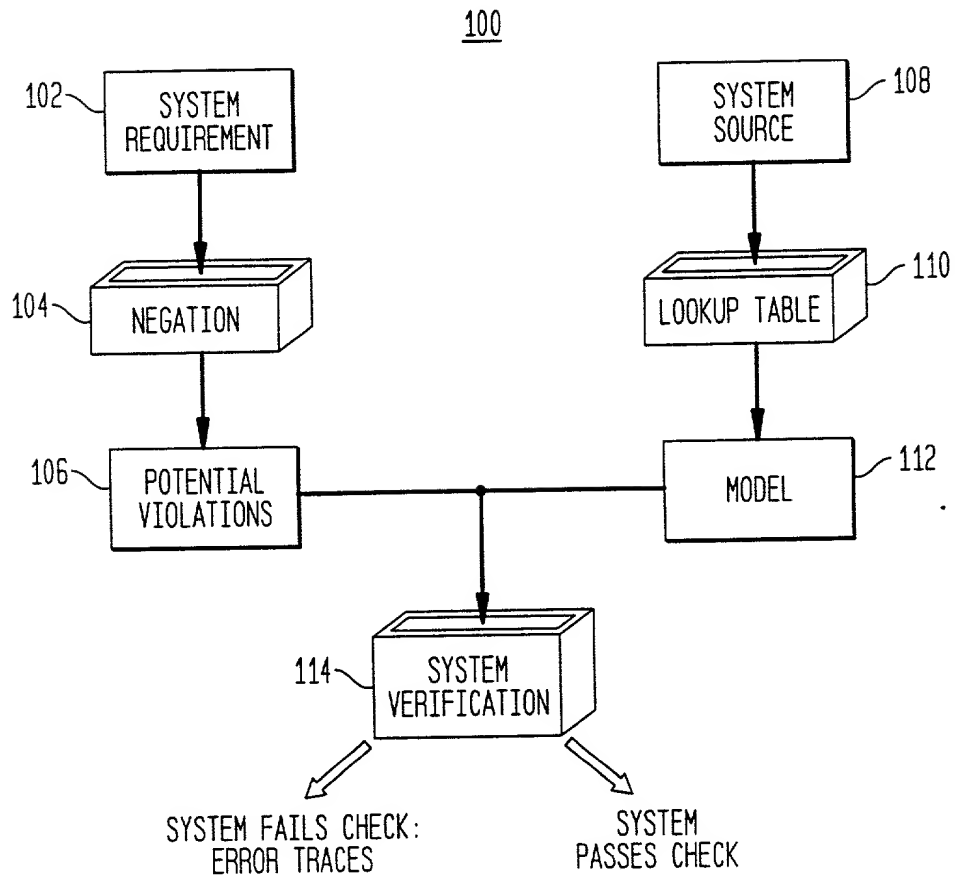 100
102
SYSTEM
REQUIREMENT
SYSTEM
SOURCE
108
104
NEGATION
LOOKUP TABLE
110
106
POTENTIAL
VIOLATIONS
MODEL
112
114
SYSTEM
VERIFICATION
SYSTEM FAILS CHECK:
ERROR TRACES
SYSTEM
PASSES CHECK